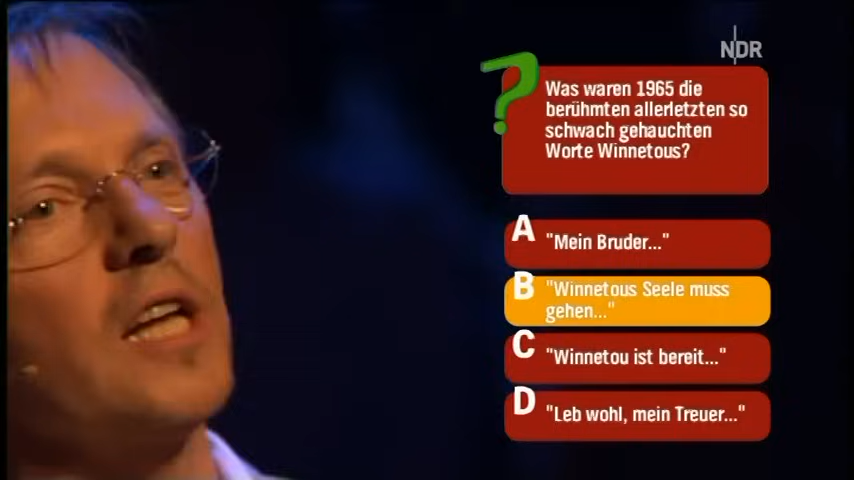 NDR
Was waren 1965 die
berühmten allerletzten so
schwach gehauchten
Worte Winnetous?
A
"Mein Bruder..."
B
"Winnetous Seele muss
gehen..."
C
"Winnetou ist bereit..."
D
"Leb wohl, mein Treuer..."